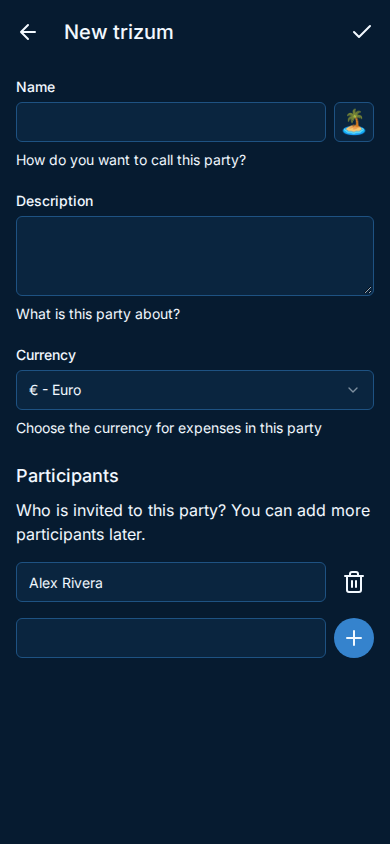 New trizum
Name
How do you want to call this party?
Description
What is this party about?
Currency
€ - Euro
Choose the currency for expenses in this party
Participants
Who is invited to this party? You can add more
participants later.
Alex Rivera